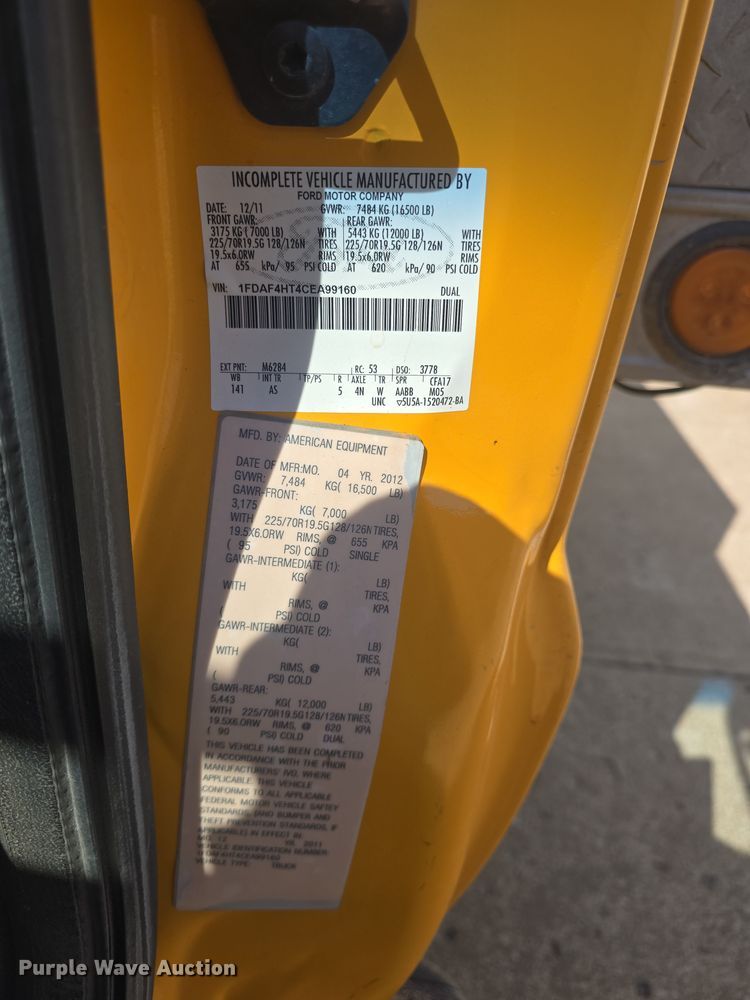 INCOMPLETE VEHICLE MANUFACTURED BY
FORD MOTOR COMPANY
DATE: 12/11 GVWR: 7484 KG (16500 LB)
FRONT GAWR: REAR GAWR:
3175 KG ( 7000 LB) WITH 5443 KG (12000 LB) WITH
225/70R19.5G 128/126N TIRES 225/70R19.5G 128/126N TIRES
19.5x6.0RW RIMS 19.5x6.0RW RIMS
AT 655 kPa/ 95 PSI COLD AT 620 kPa/ 90 PSI COLD
VIN: 1FDAF4HT4CEA99160 DUAL
EXT PNT: M6284 RC: 53 DSO: 3778
WB INT TR TP/PS R AXLE TR SPR CFA17
141 AS 5 4N W AABB M05
UNC 5U5A-1520472-BA
MFD. BY: AMERICAN EQUIPMENT
DATE OF MFR:MO. 04 YR. 2012
GVWR: 7,484 KG( 16,500 LB)
GAWR-FRONT:
3,175 KG( 7,000 LB)
WITH 225/70R19.5G128/126N TIRES,
19.5X6.0RW RIMS, @ 655 KPA
( 95 PSI) COLD SINGLE
GAWR-INTERMEDIATE (1):
KG( LB)
WITH TIRES,
RIMS, @ KPA
( PSI) COLD
GAWR-INTERMEDIATE (2):
KG( LB)
WITH TIRES,
RIMS, @ KPA
( PSI) COLD
GAWR-REAR:
5,443 KG( 12,000 LB)
WITH 225/70R19.5G128/126N TIRES,
19.5X6.0RW RIMS, @ 620 KPA
( 90 PSI) COLD DUAL
THIS VEHICLE HAS BEEN COMPLETED
IN ACCORDANCE WITH THE PRIOR
MANUFACTURERS' IVD, WHERE
APPLICABLE. THIS VEHICLE
CONFORMS TO ALL APPLICABLE
FEDERAL MOTOR VEHICLE SAFTEY
STANDARDS, [AND BUMPER AND
THEFT PREVENTION STANDARDS, IF
APPLICABLE] IN EFFECT IN
MO. 12 YR. 2011
VEHICLE IDENTIFICATION NUMBER:
1FDAF4HT4CEA99160
VEHICLE TYPE: TRUCK
Purple Wave Auction